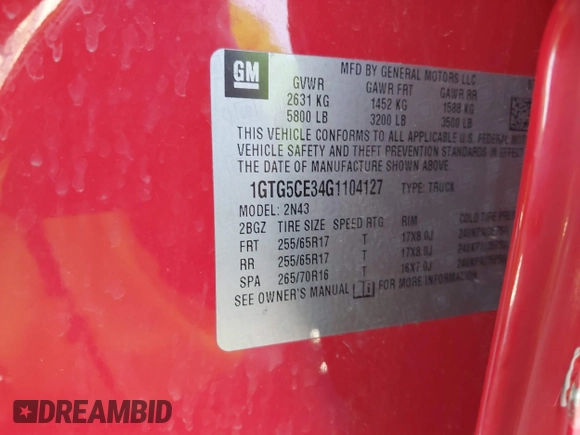 GM
MFD BY GENERAL MOTORS LLC
GVWR GAWR FRT GAWR RR
2631 KG 1452 KG 1588 KG
5800 LB 3200 LB 3500 LB
THIS VEHICLE CONFORMS TO ALL APPLICABLE U.S. FEDERAL MOTOR
VEHICLE SAFETY AND THEFT PREVENTION STANDARDS IN EFFECT
THE DATE OF MANUFACTURE SHOWN ABOVE.
1GTG5CE34G1104127 TYPE: TRUCK
MODEL: 2N43
2BGZ TIRE SIZE SPEED RTG RIM COLD
FRT 255/65R17 T 17X8.0J
RR 255/65R17 T 17X8.0J
SPA 265/70R16 T 16X7.0J
SEE OWNER'S MANUAL FOR MORE INFORMATION
DREAMBID